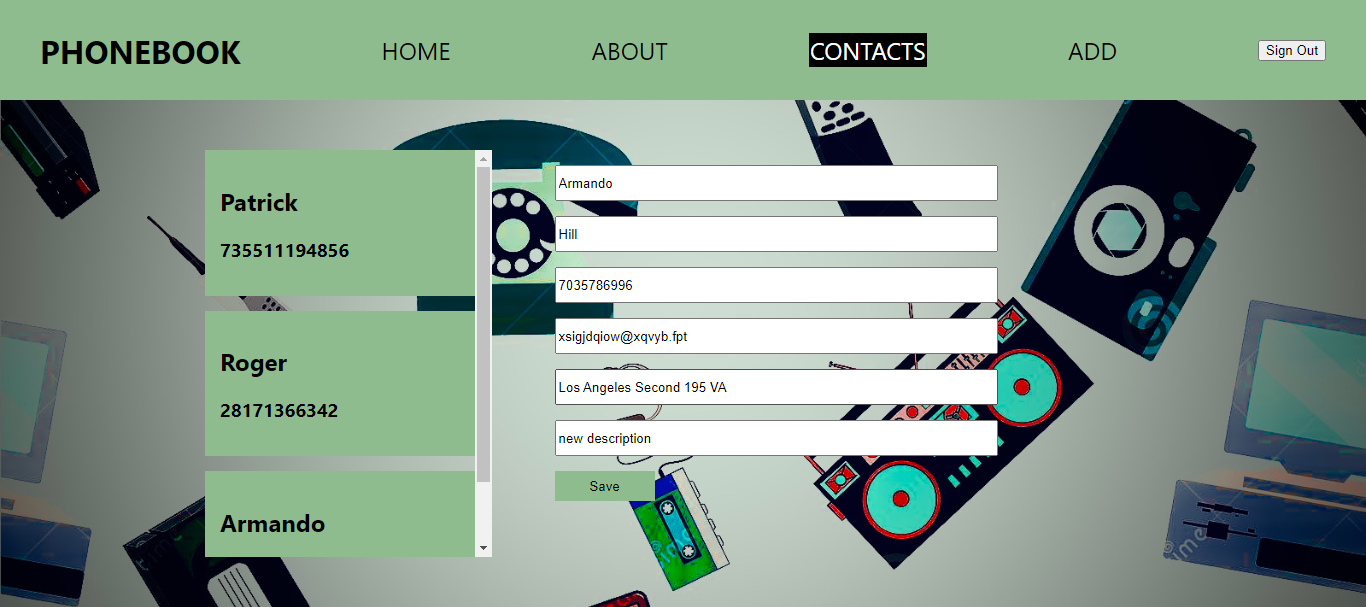 PHONEBOOK HOME ABOUT CONTACTS ADD Sign Out
Patrick
735511194856
Roger
28171366342
Armando
Armando
Hill
7035786996
xsigjdqiow@xqvyb.fpt
Los Angeles Second 195 VA
new description
Save